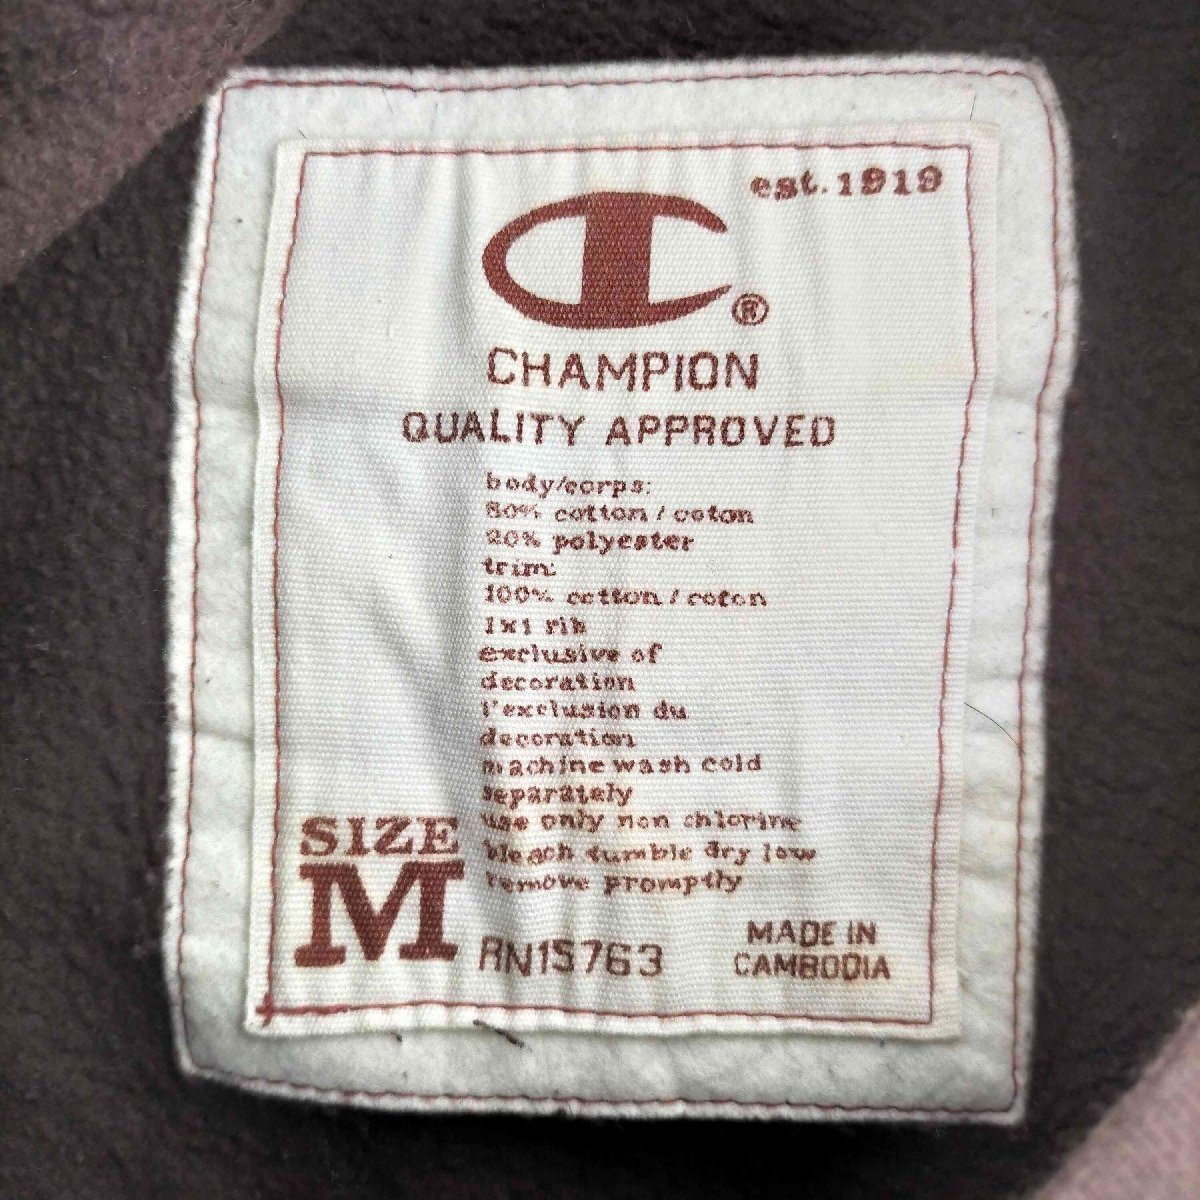 est. 1919
®
CHAMPION
QUALITY APPROVED
body/corps:
80% cotton / coton
20% polyester
trim:
100% cotton / coton
1x1 rib
exclusive of
decoration
l'exclusion du
decoration
machine wash cold
separately
use only non chlorine
bleach tumble dry low
remove promptly
SIZE
M
RN15763
MADE IN
CAMBODIA